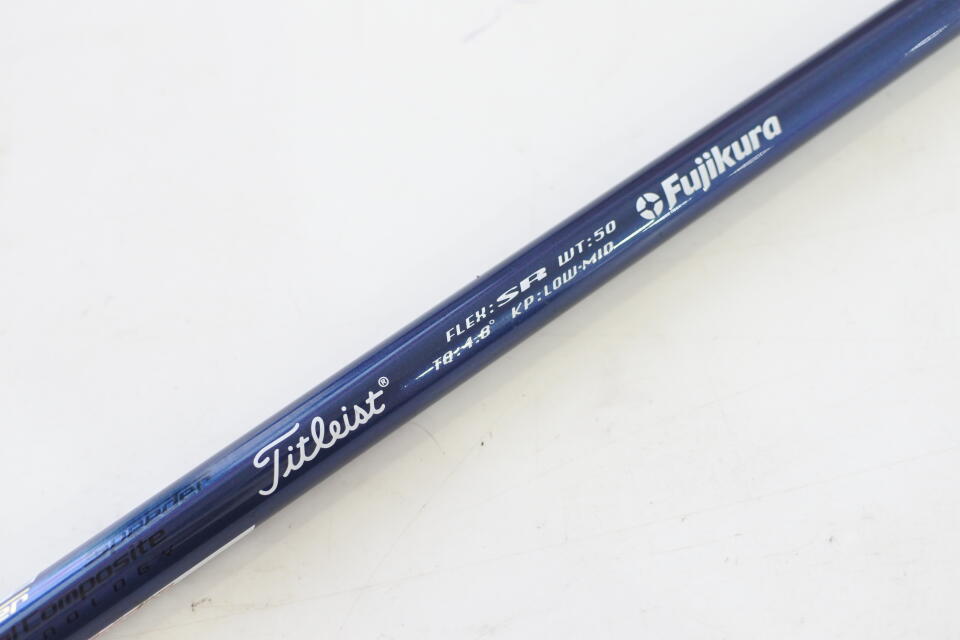 Fujikura
FLEX: SR WT: 50
TQ: 4.8° KP: LOW-MID
Titleist®
Composite